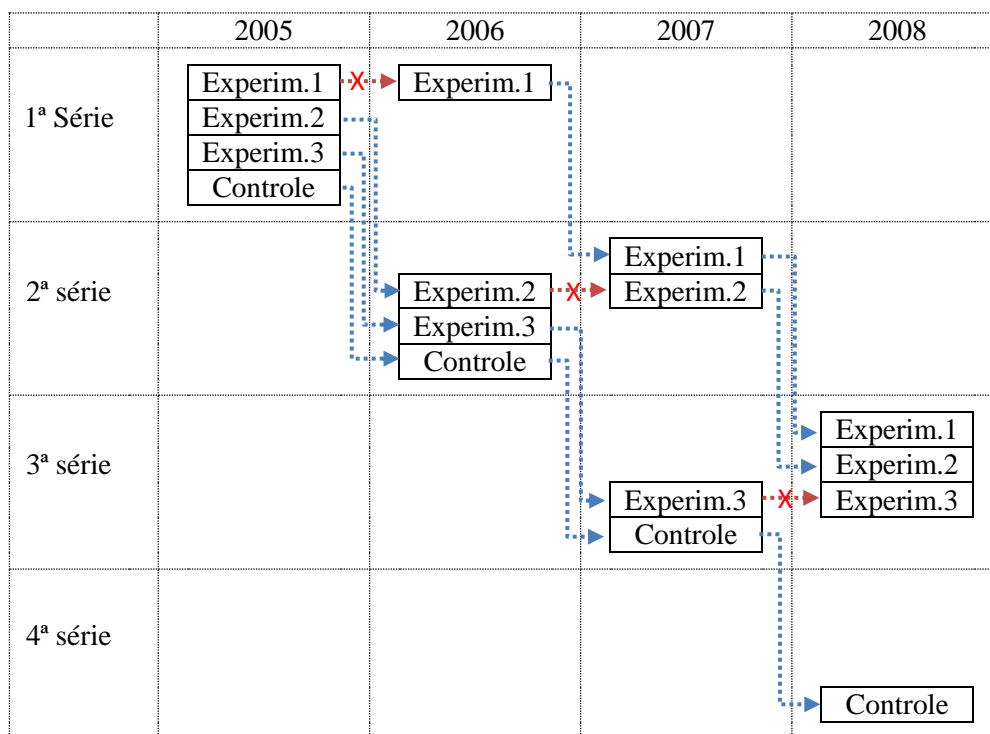 2005 2006 2007 2008
1ª Série
Experim.1
Experim.2
Experim.3
Controle
X
Experim.1
2ª série
Experim.2
Experim.3
Controle
X
Experim.1
Experim.2
3ª série
Experim.3
Controle
X
Experim.1
Experim.2
Experim.3
4ª série
Controle